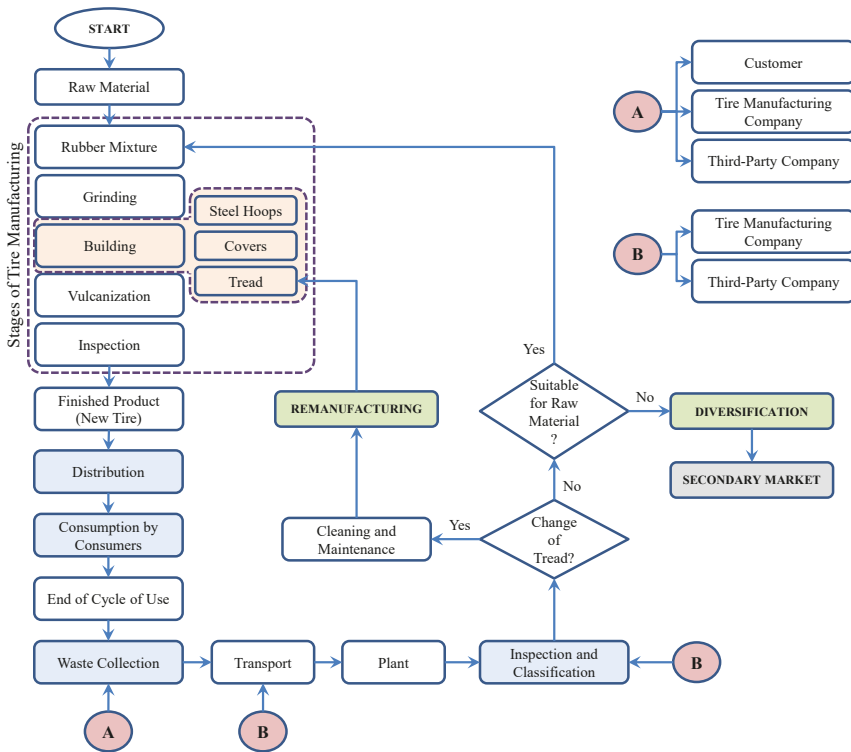 START
Raw Material
Stages of Tire Manufacturing
Rubber Mixture
Grinding
Building
Vulcanization
Inspection
Steel Hoops
Covers
Tread
Finished Product
(New Tire)
Distribution
Consumption by
Consumers
End of Cycle of Use
Waste Collection
A
Transport
B
Plant
Inspection and
Classification
B
Change
of
Tread?
Yes
No
Cleaning and
Maintenance
REMANUFACTURING
Suitable
for Raw
Material
?
Yes
No
DIVERSIFICATION
SECONDARY MARKET
A
Customer
Tire Manufacturing
Company
Third-Party Company
B
Tire Manufacturing
Company
Third-Party Company